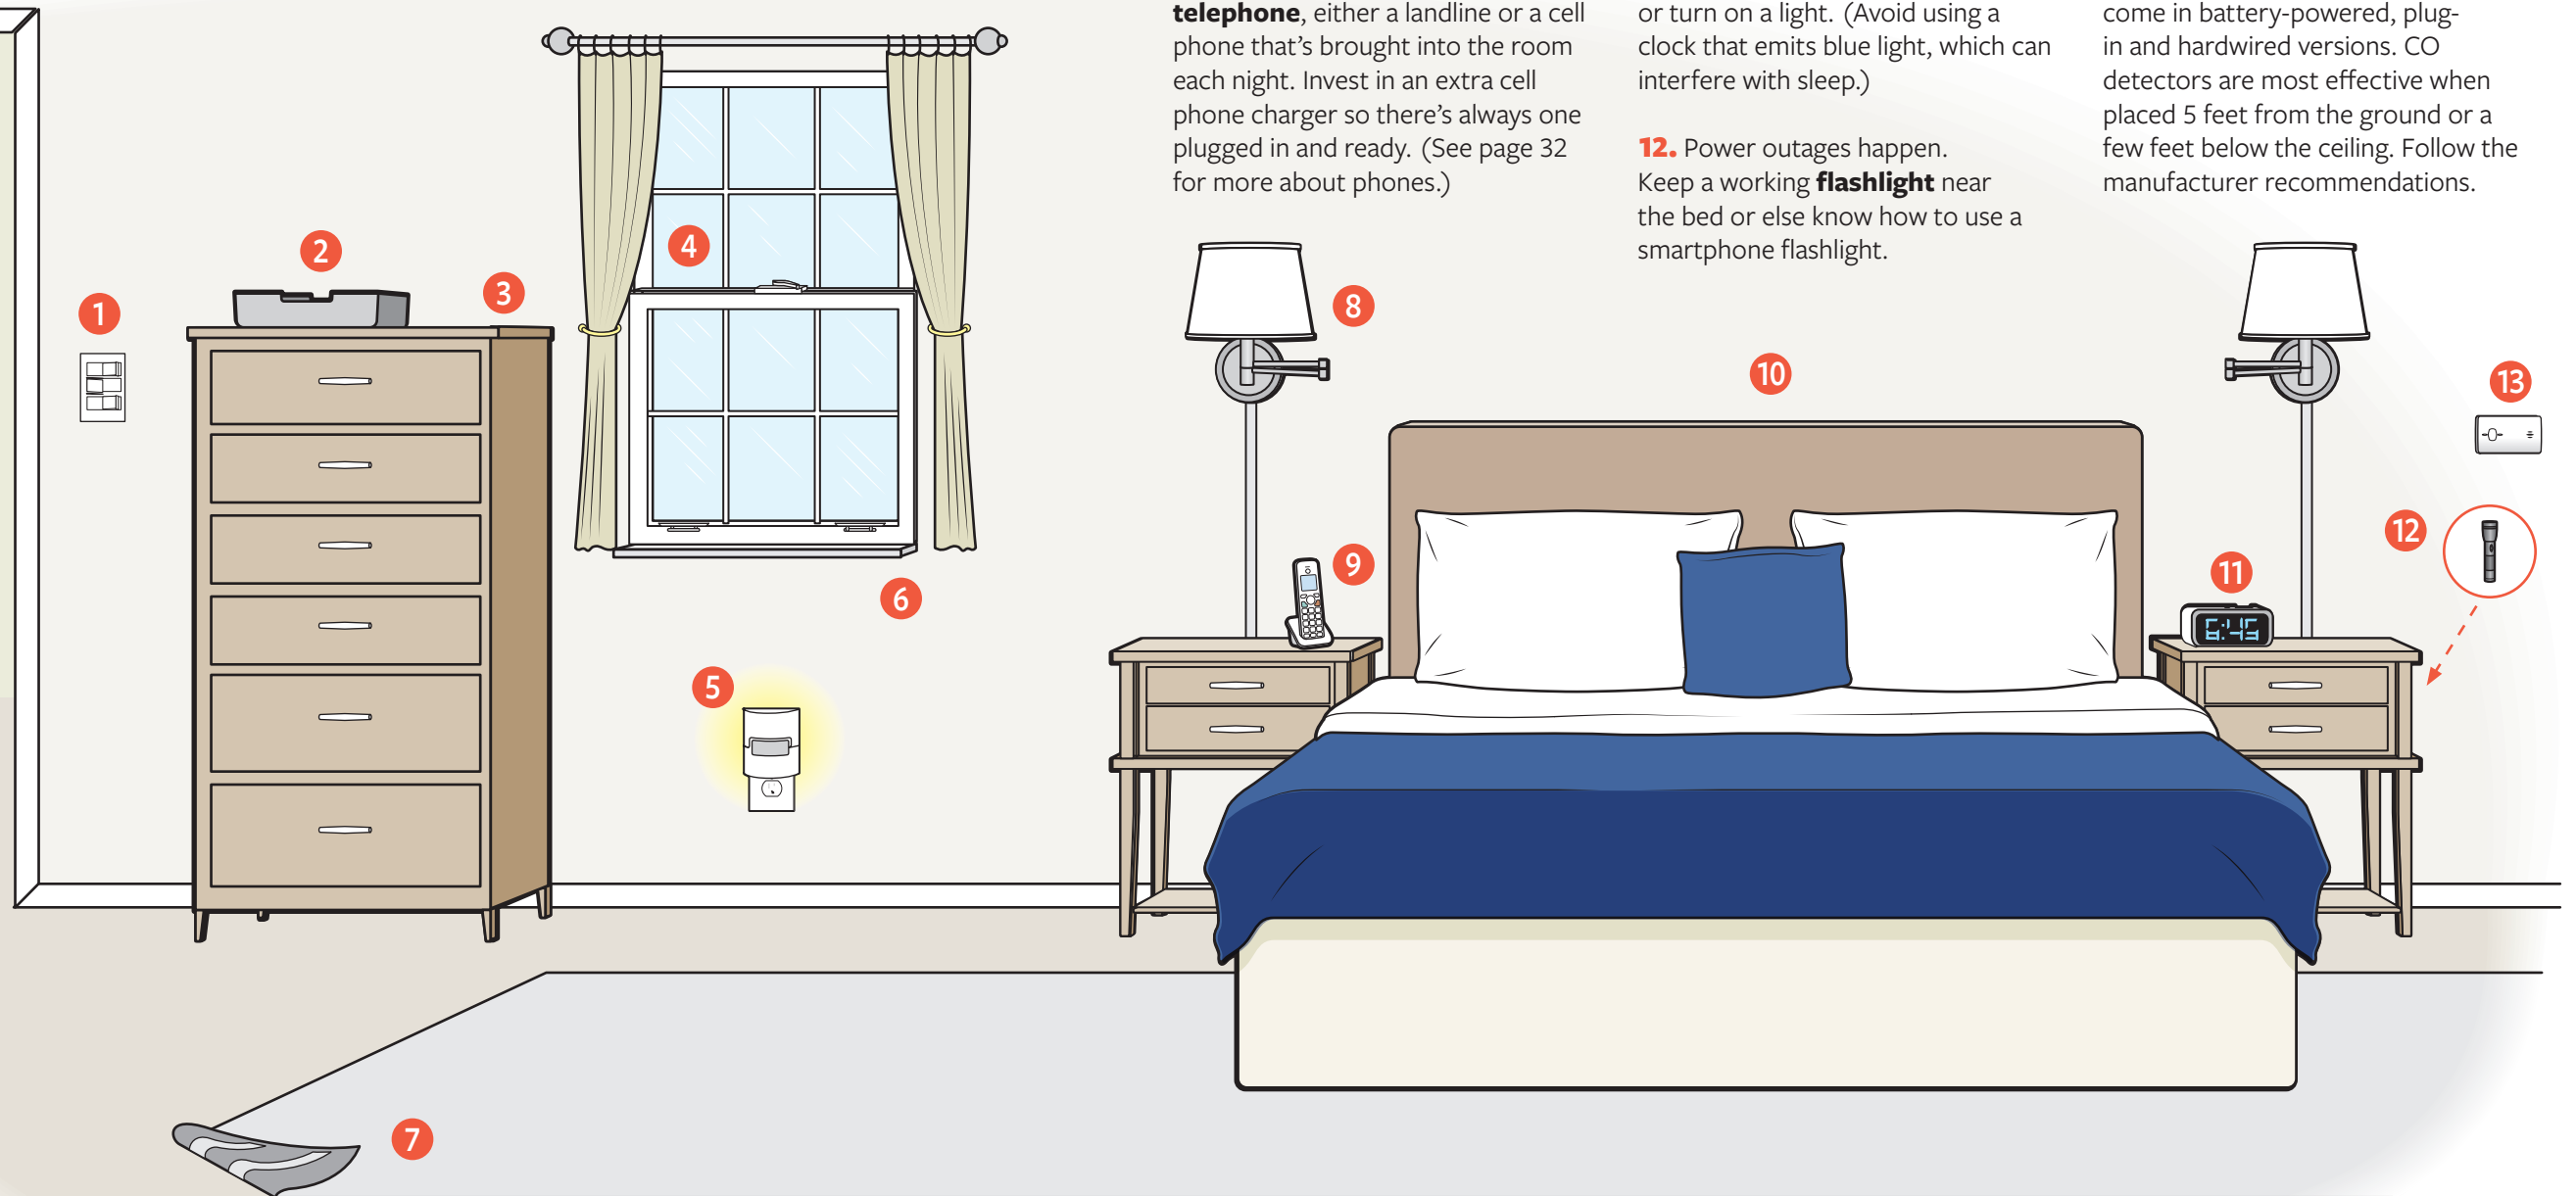 telephone, either a landline or a cell
phone that's brought into the room
each night. Invest in an extra cell
phone charger so there's always one
plugged in and ready. (See page 32
for more about phones.)
or turn on a light. (Avoid using a
clock that emits blue light, which can
interfere with sleep.)
12. Power outages happen.
Keep a working flashlight near
the bed or else know how to use a
smartphone flashlight.
come in battery-powered, plug-
in and hardwired versions. CO
detectors are most effective when
placed 5 feet from the ground or a
few feet below the ceiling. Follow the
manufacturer recommendations.
1
2
3
4
5
6
7
8
9
10
11
6:45
12
13